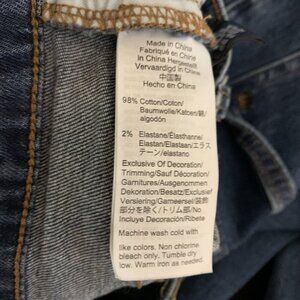 Made in China
Fabriqué en Chine
In China Hergestellt
Vervaardigd in China
中国製
Hecho en China
98% Cotton/Coton/
Baumwolle/Katoen/綿/
algodón
2% Elastane/Élasthanne/
Elastan/Elastaan/エラス
テーン/elastano
Exclusive Of Decoration/
Trimming/Sauf Décoration/
Garnitures/Ausgenommen
Dekoration/Besatz/Exclusief
Versiering/Gameersel/装飾
部分を除く/トリム部/No
Incluye Decoración/Ribete
Machine wash cold with
like colors. Non chlorine
bleach only. Tumble dry
low. Warm iron as needed.